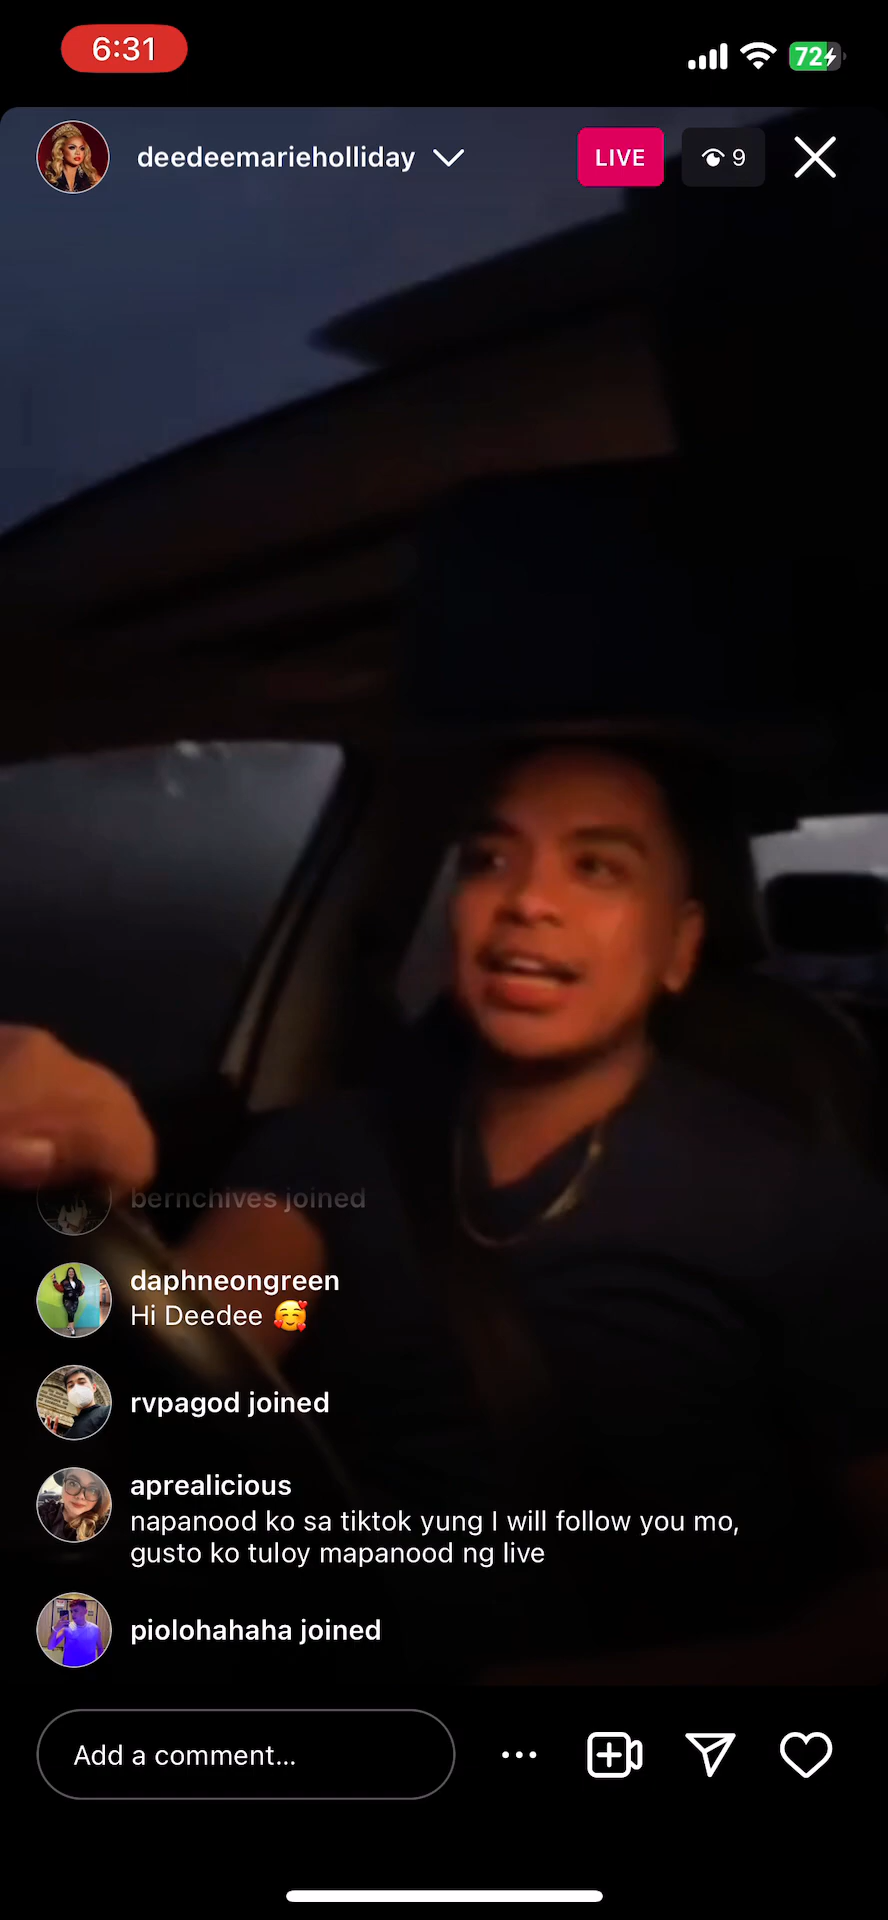 6:31
72
deedeemarieholliday
LIVE
9
bernchives joined
daphneongreen
Hi Deedee 🥰
rvpagod joined
aprealicious
napanood ko sa tiktok yung I will follow you mo,
gusto ko tuloy mapanood ng live
piolohahaha joined
Add a comment...